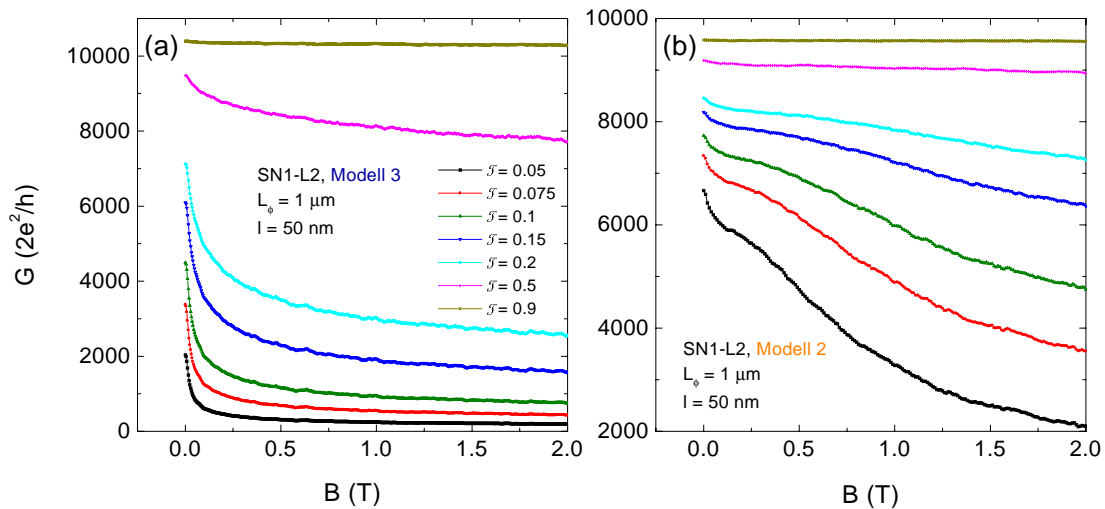 (a)
G (2e²/h)
10000
8000
6000
4000
2000
0
0.0 0.5 1.0 1.5 2.0
B (T)
SN1-L2, Modell 3
L_ϕ = 1 μm
l = 50 nm
𝒯 = 0.05
𝒯 = 0.075
𝒯 = 0.1
𝒯 = 0.15
𝒯 = 0.2
𝒯 = 0.5
𝒯 = 0.9
(b)
10000
8000
6000
4000
2000
0.0 0.5 1.0 1.5 2.0
B (T)
SN1-L2, Modell 2
L_ϕ = 1 μm
l = 50 nm